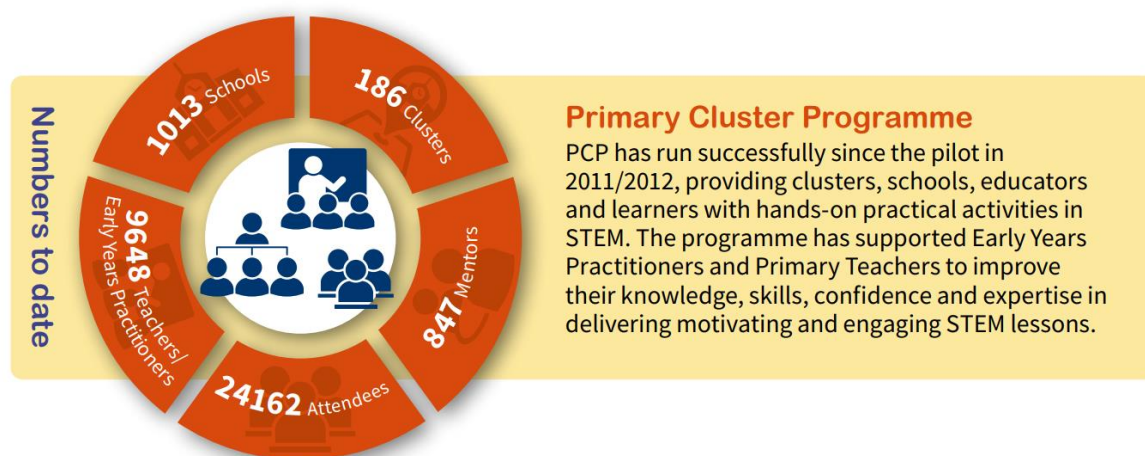 Numbers to date
1013 Schools
186 Clusters
847 Mentors
24162 Attendees
9648 Teachers/
Early Years Practitioners
Primary Cluster Programme
PCP has run successfully since the pilot in
2011/2012, providing clusters, schools, educators
and learners with hands-on practical activities in
STEM. The programme has supported Early Years
Practitioners and Primary Teachers to improve
their knowledge, skills, confidence and expertise in
delivering motivating and engaging STEM lessons.